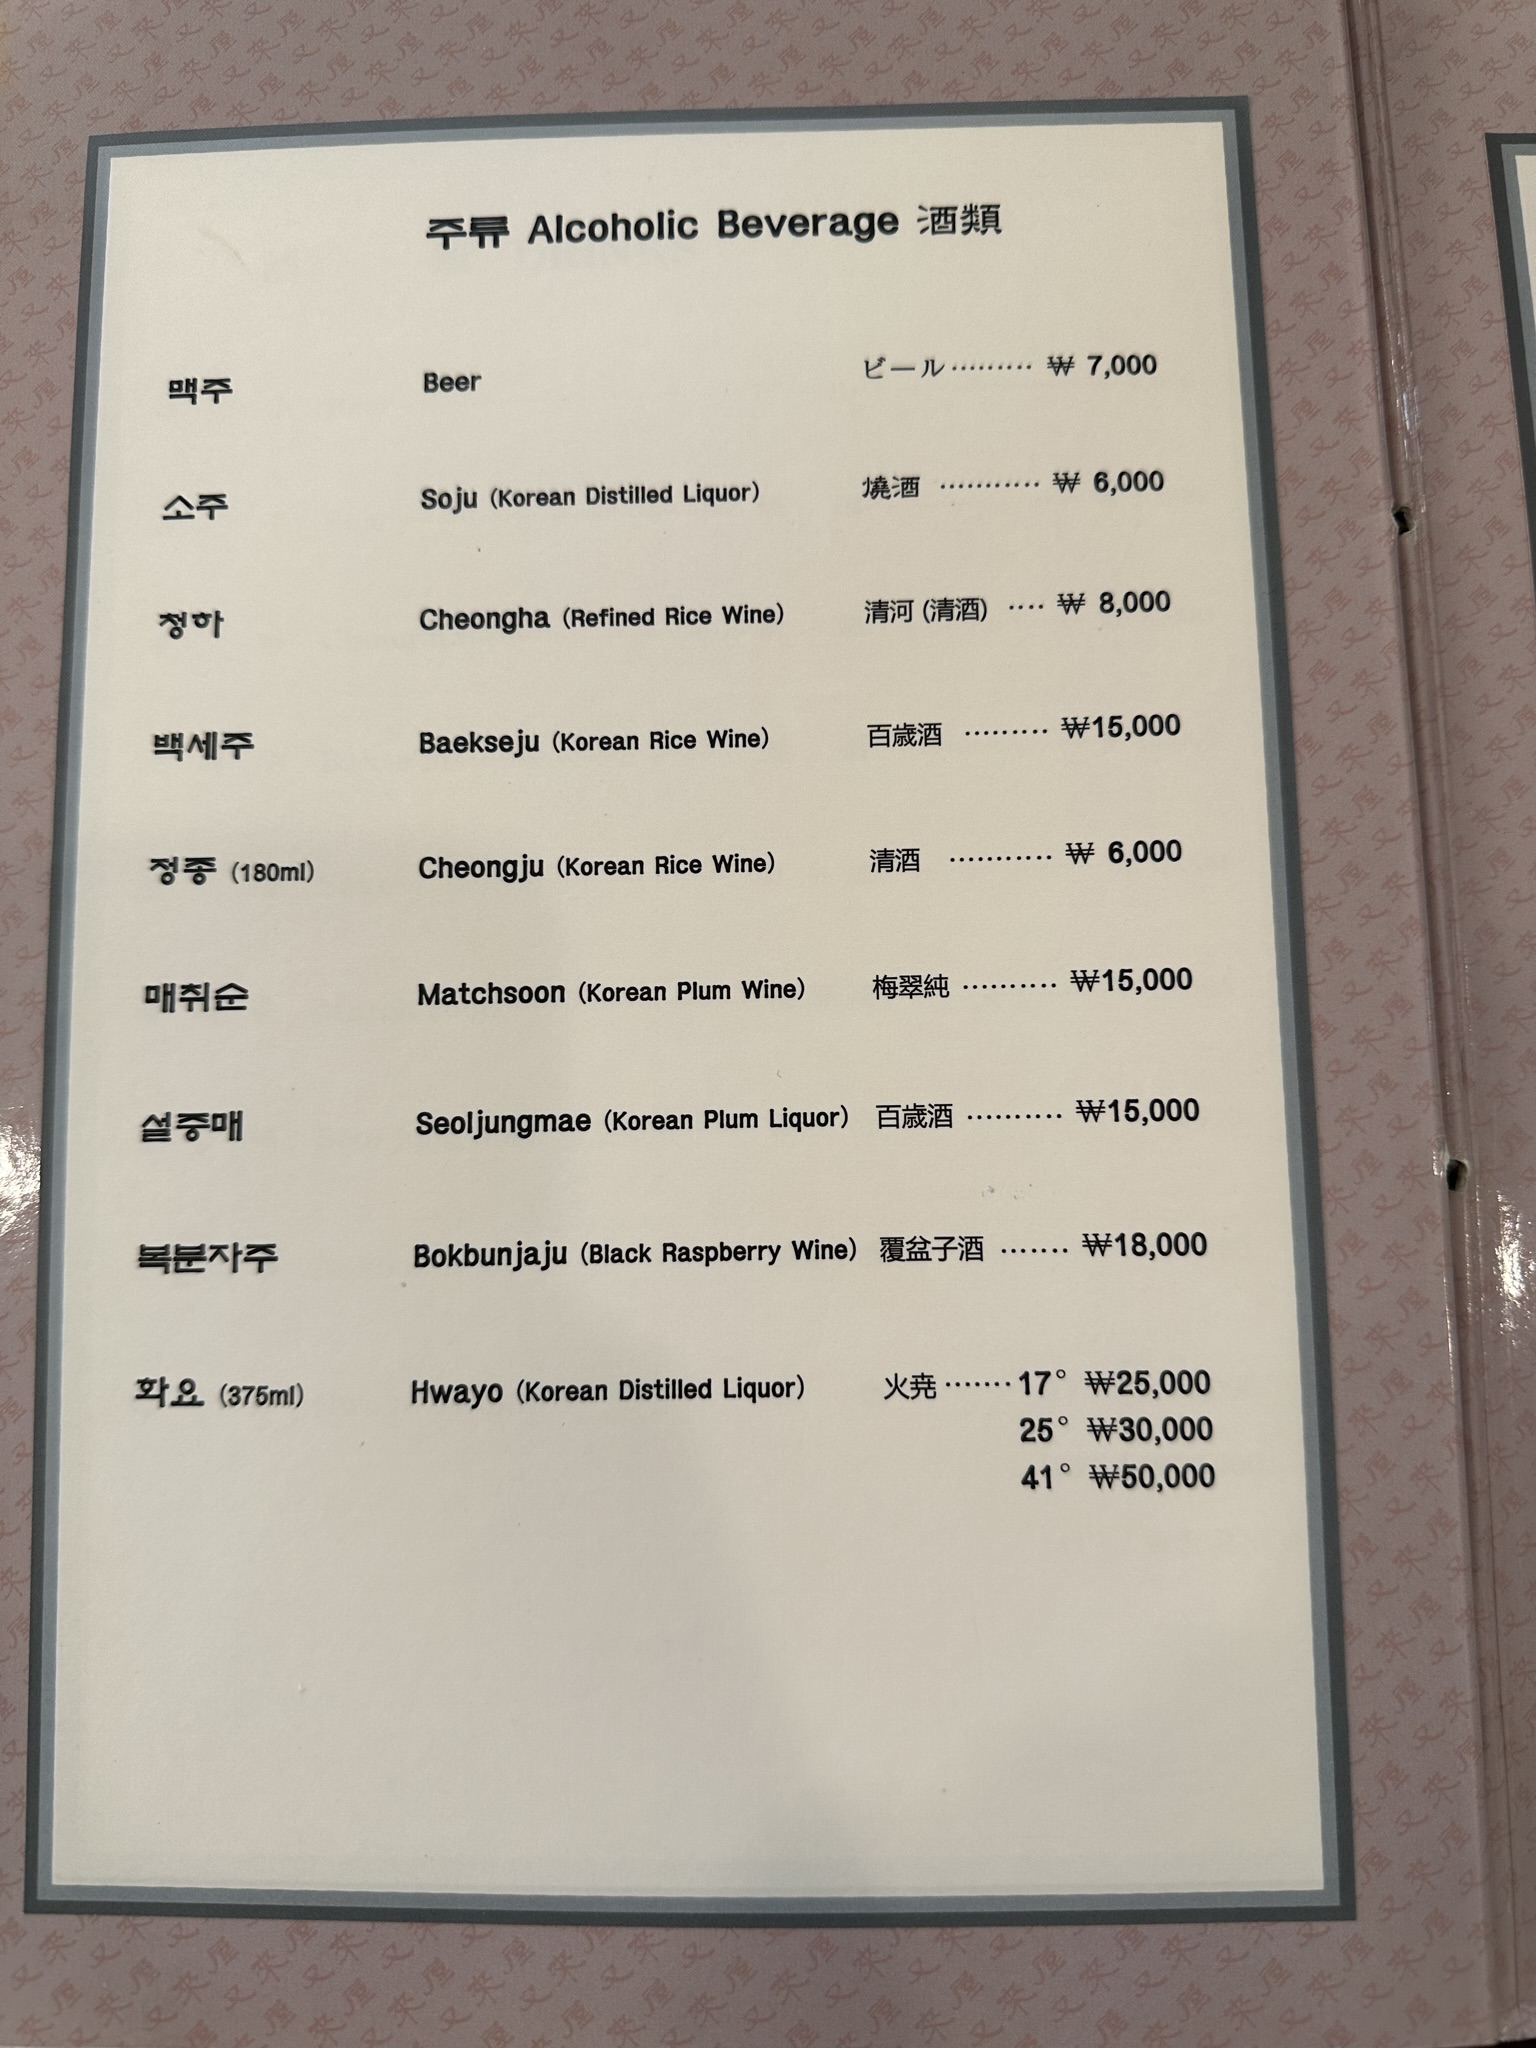 주류 Alcoholic Beverage 酒類
맥주 Beer ビール ········· ₩ 7,000
소주 Soju (Korean Distilled Liquor) 燒酒 ··········· ₩ 6,000
청하 Cheongha (Refined Rice Wine) 清河 (清酒) ···· ₩ 8,000
백세주 Baekseju (Korean Rice Wine) 百歳酒 ········· ₩15,000
정종 (180ml) Cheongju (Korean Rice Wine) 清酒 ··········· ₩ 6,000
매취순 Matchsoon (Korean Plum Wine) 梅翠純 ·········· ₩15,000
설중매 Seoljungmae (Korean Plum Liquor) 百歳酒 ·········· ₩15,000
복분자주 Bokbunjaju (Black Raspberry Wine) 覆盆子酒 ······· ₩18,000
화요 (375ml) Hwayo (Korean Distilled Liquor) 火尭 ······· 17° ₩25,000
25° ₩30,000
41° ₩50,000